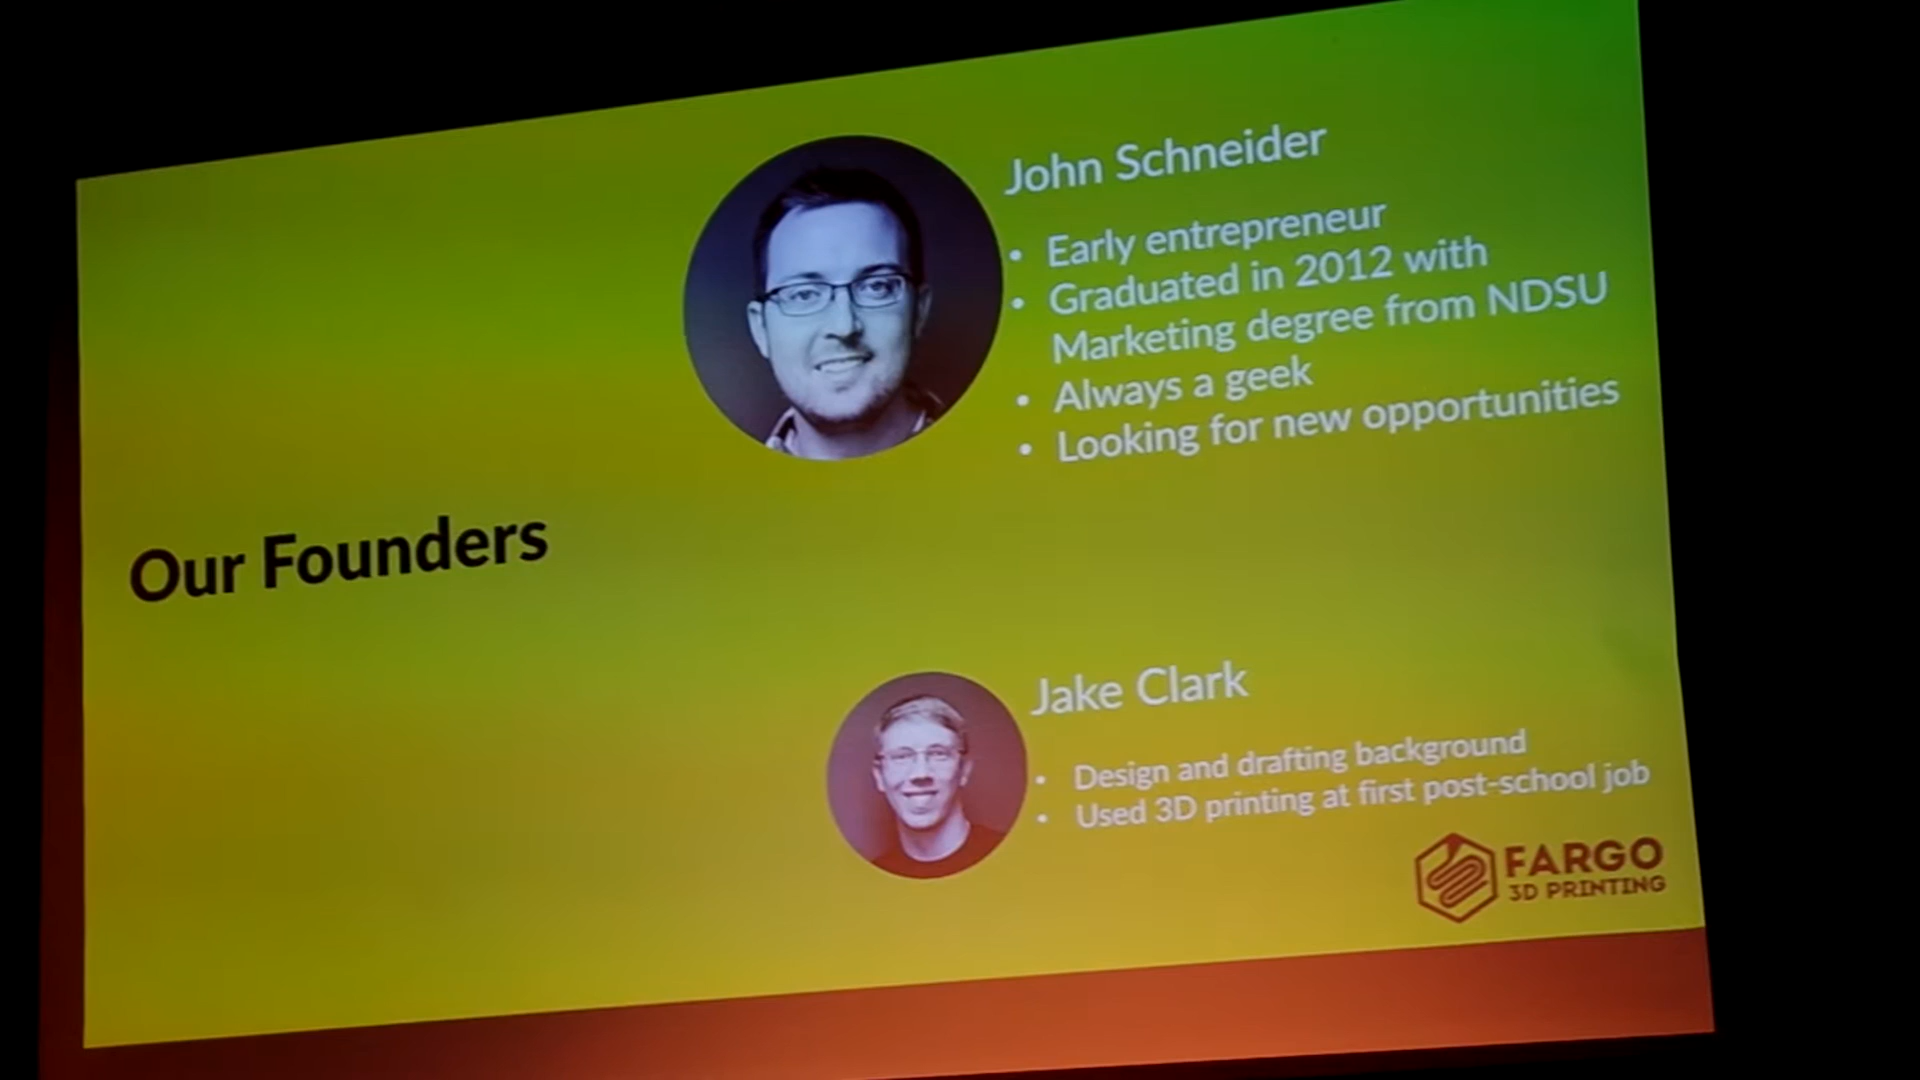 Our Founders
John Schneider
• Early entrepreneur
• Graduated in 2012 with
Marketing degree from NDSU
• Always a geek
• Looking for new opportunities
Jake Clark
• Design and drafting background
• Used 3D printing at first post-school job
FARGO
3D PRINTING